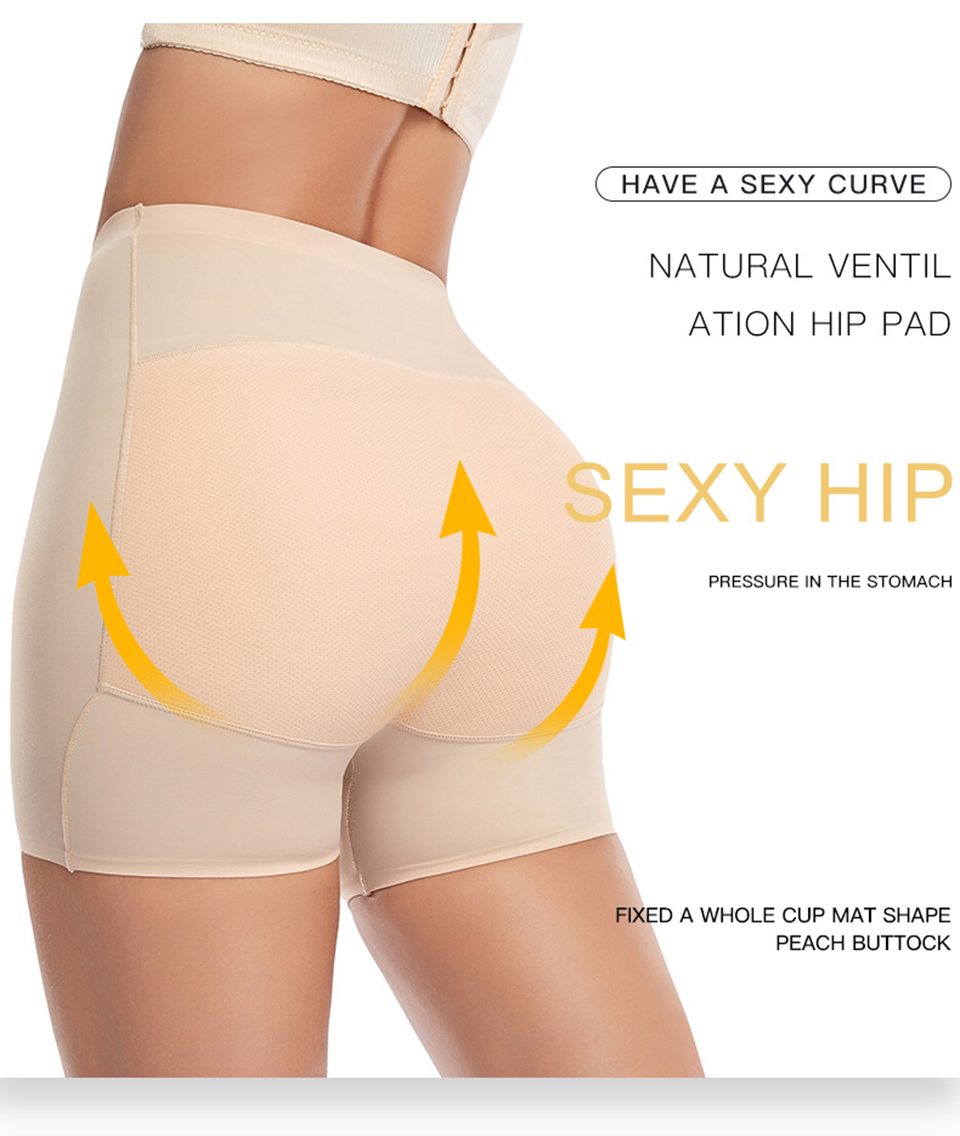 HAVE A SEXY CURVE
NATURAL VENTIL
ATION HIP PAD
SEXY HIP
PRESSURE IN THE STOMACH
FIXED A WHOLE CUP MAT SHAPE
PEACH BUTTOCK